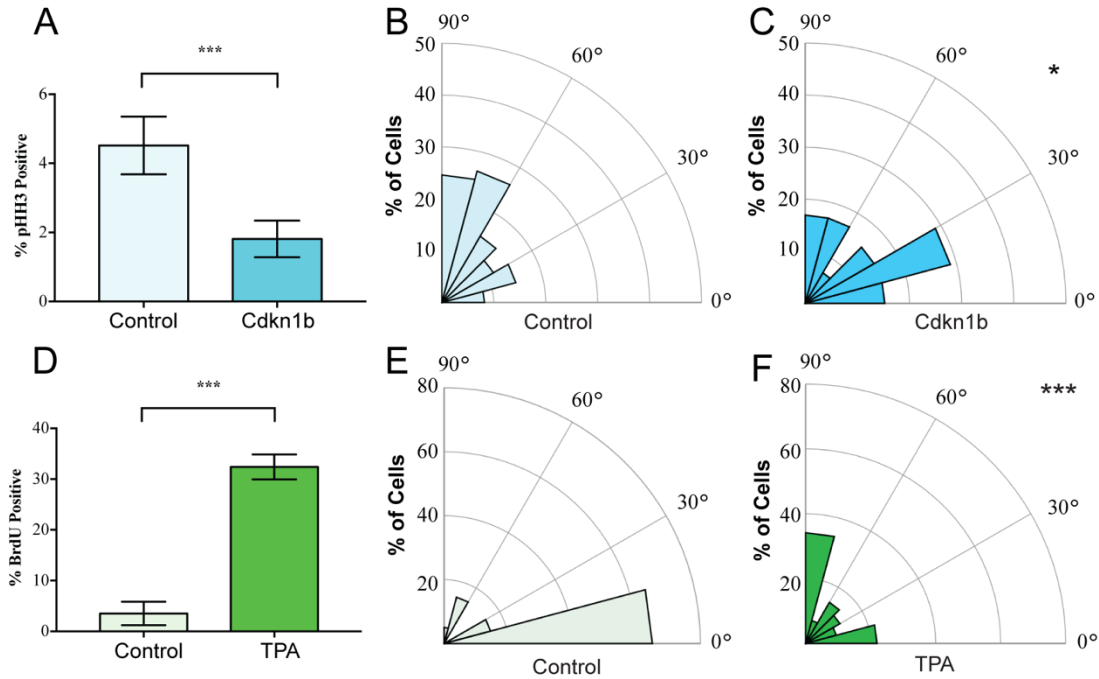 A
***
% pHH3 Positive
6
4
2
0
Control
Cdkn1b
B
90°
60°
30°
0°
50
40
30
20
10
% of Cells
Control
C
90°
60°
30°
0°
*
50
40
30
20
10
% of Cells
Cdkn1b
D
***
% BrdU Positive
40
30
20
10
0
Control
TPA
E
90°
60°
30°
0°
80
60
40
20
% of Cells
Control
F
90°
60°
30°
0°
***
80
60
40
20
% of Cells
TPA